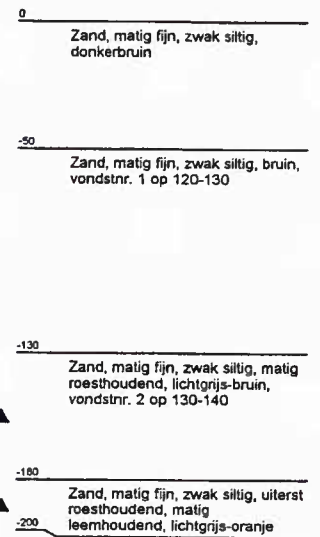 0
Zand, matig fijn, zwak siltig,
donkerbruin
-50
Zand, matig fijn, zwak siltig, bruin,
vondstnr. 1 op 120-130
-130
Zand, matig fijn, zwak siltig, matig
roesthoudend, lichtgrijs-bruin,
vondstnr. 2 op 130-140
-180
Zand, matig fijn, zwak siltig, uiterst
roesthoudend, matig
-200
leemhoudend, lichtgrijs-oranje